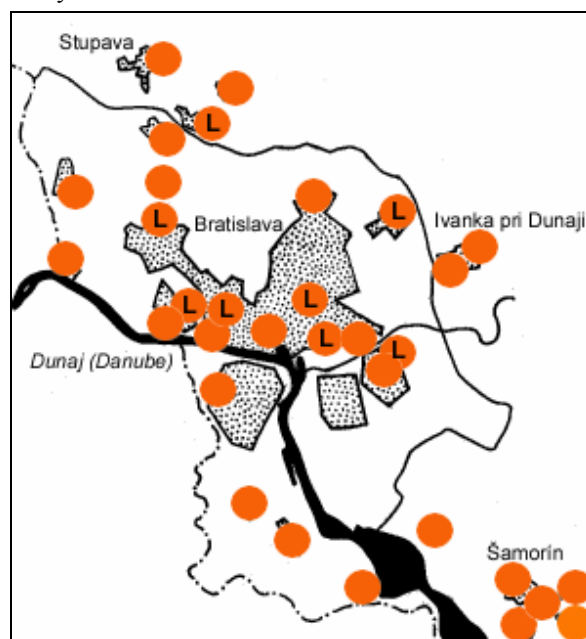 Stupava
L
L
L
Bratislava
Ivanka pri Dunaji
L
L
L
L
L
Dunaj (Danube)
Šamorín